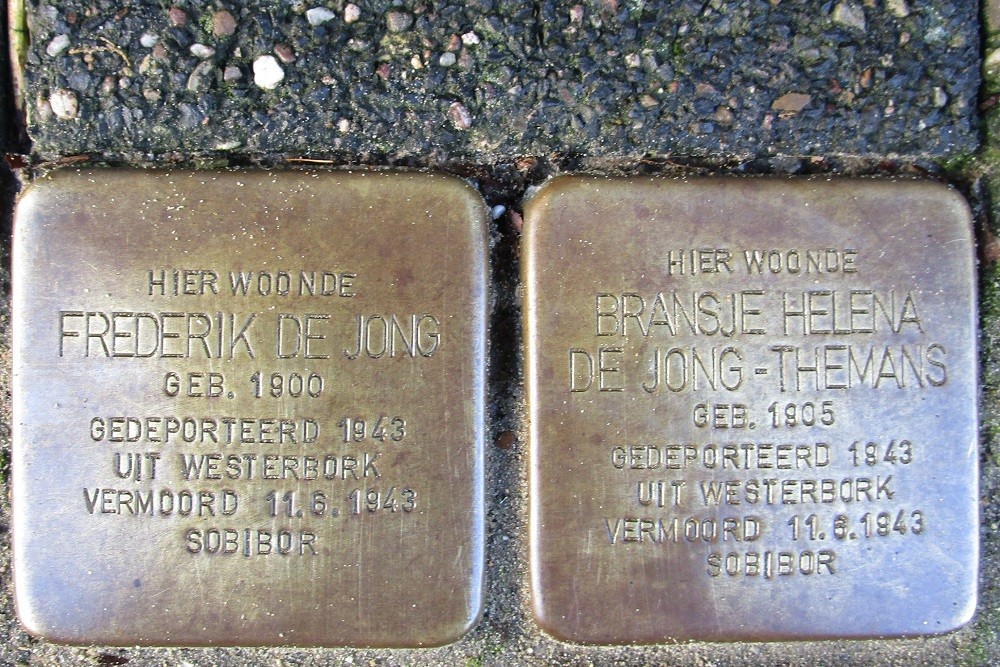 HIER WOONDE
FREDERIK DE JONG
GEB. 1900
GEDEPORTEERD 1943
UIT WESTERBORK
VERMOORD 11.6.1943
SOBIBOR
HIER WOONDE
BRANSJE HELENA
DE JONG-THEMANS
GEB. 1905
GEDEPORTEERD 1943
UIT WESTERBORK
VERMOORD 11.6.1943
SOBIBOR